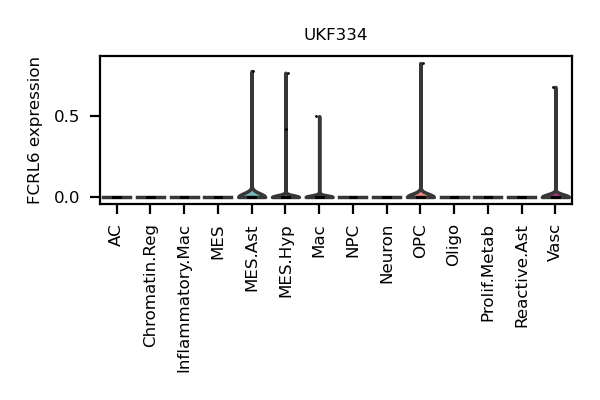 UKF334
FCRL6 expression
0.5
0.0
AC
Chromatin.Reg
Inflammatory.Mac
MES
MES.Ast
MES.Hyp
Mac
NPC
Neuron
OPC
Oligo
Prolif.Metab
Reactive.Ast
Vasc